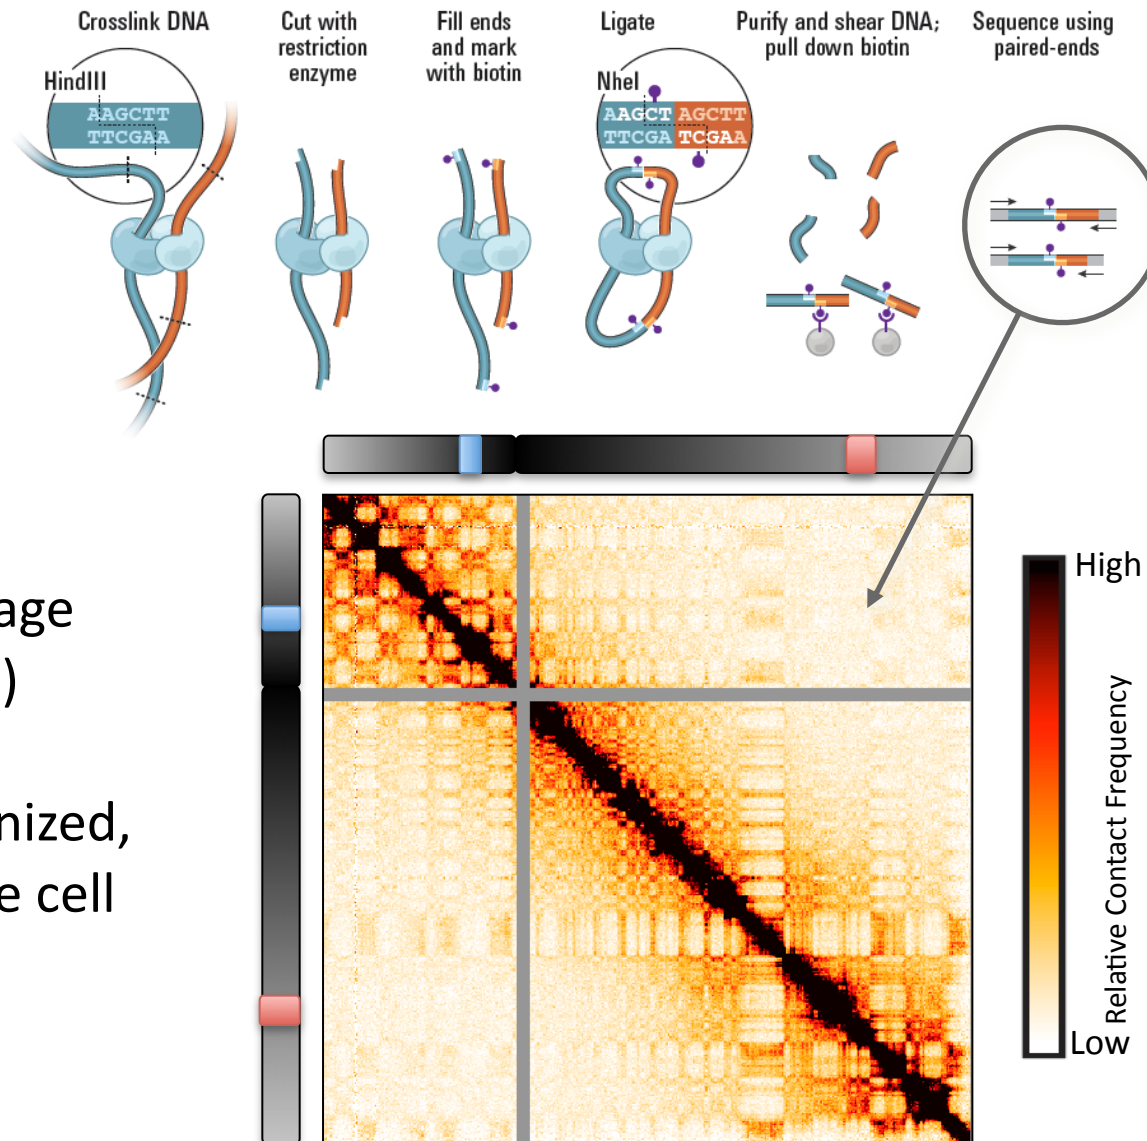 Crosslink DNA
Cut with
restriction
enzyme
Fill ends
and mark
with biotin
Ligate
Purify and shear DNA;
pull down biotin
Sequence using
paired-ends
HindIII
AAGCTT
TTCGAA
NheI
AAGCT AGCTT
TTCGA TCGAA
age
)
nized,
e cell
High
Relative Contact Frequency
Low